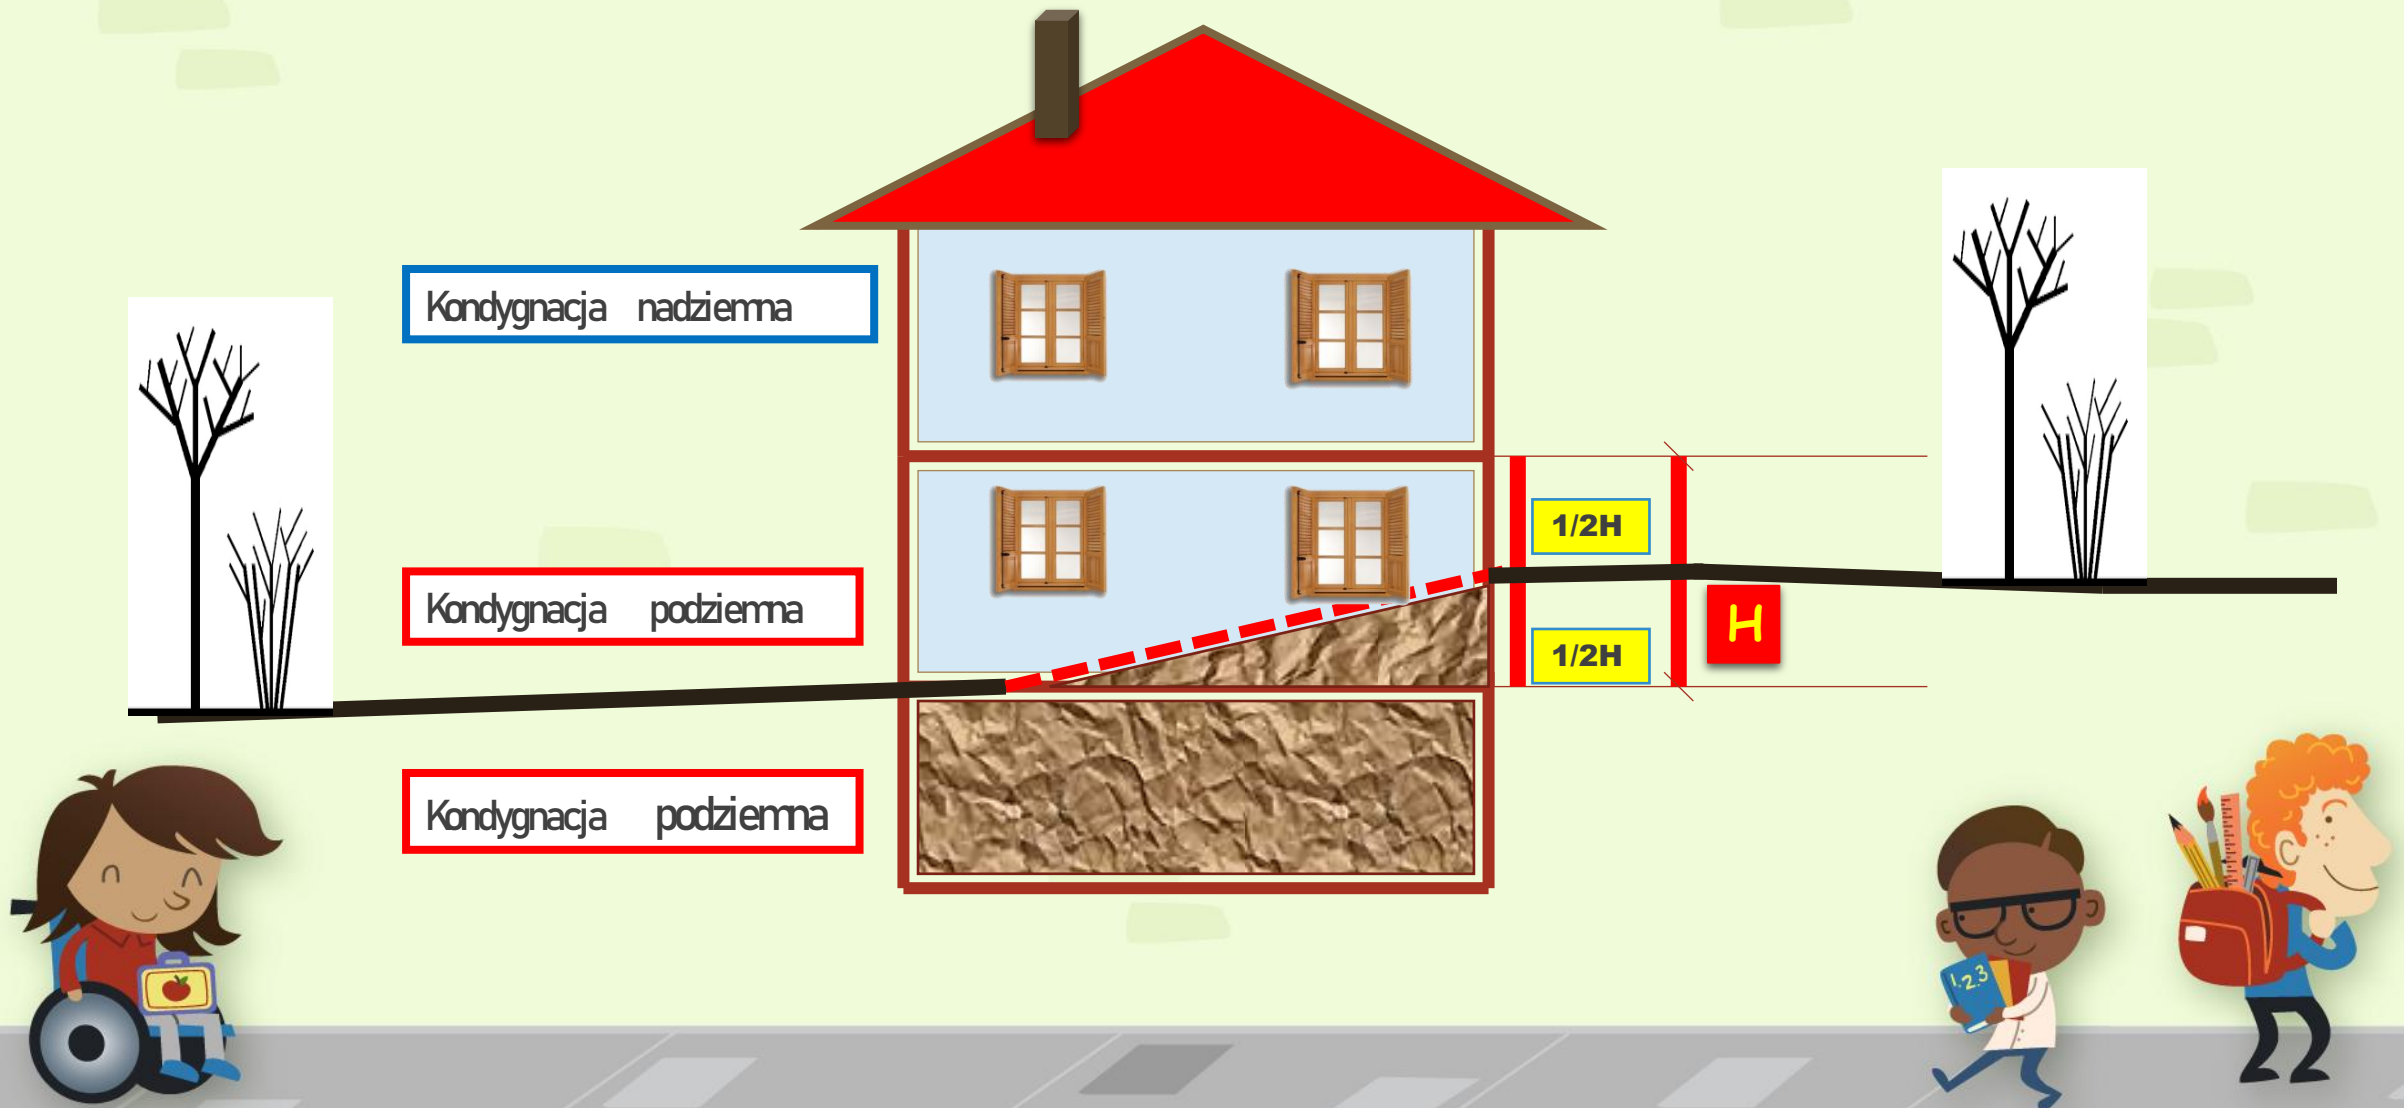 Kondygnacja nadziemna
1/2H
Kondygnacja podziemna
H
1/2H
Kondygnacja podziemna
1.2.3